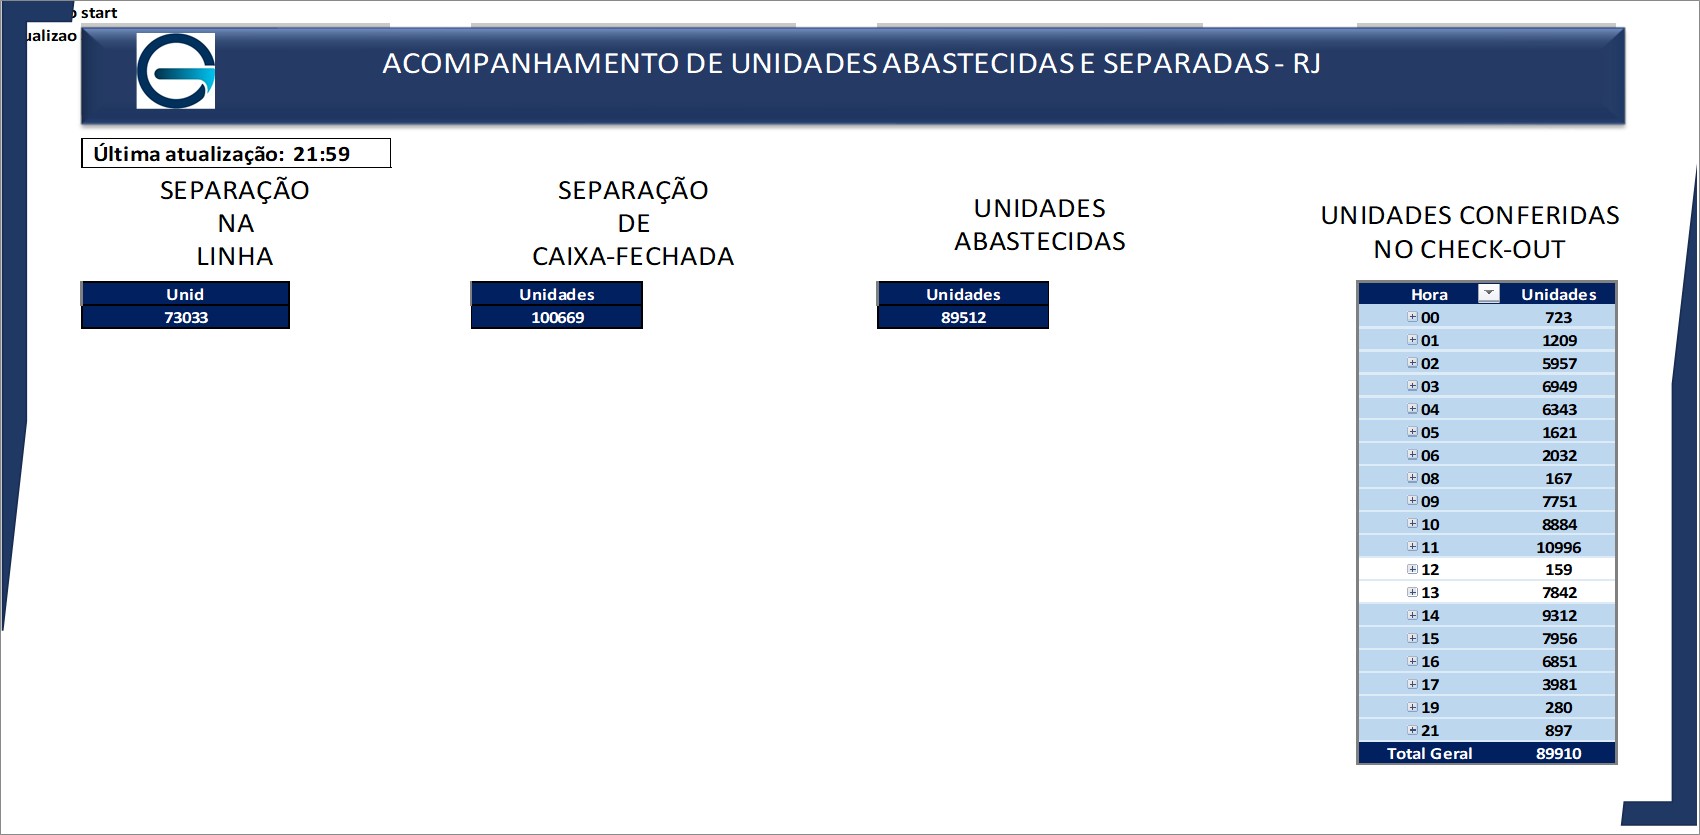 start
ACOMPANHAMENTO DE UNIDADES ABASTECIDAS E SEPARADAS - RJ
Última atualização: 21:59
SEPARAÇÃO
NA
LINHA
Unid
73033
SEPARAÇÃO
DE
CAIXA-FECHADA
Unidades
100669
UNIDADES
ABASTECIDAS
Unidades
89512
UNIDADES CONFERIDAS
NO CHECK-OUT
Hora Unidades
00 723
01 1209
02 5957
03 6949
04 6343
05 1621
06 2032
08 167
09 7751
10 8884
11 10996
12 159
13 7842
14 9312
15 7956
16 6851
17 3981
19 280
21 897
Total Geral 89910